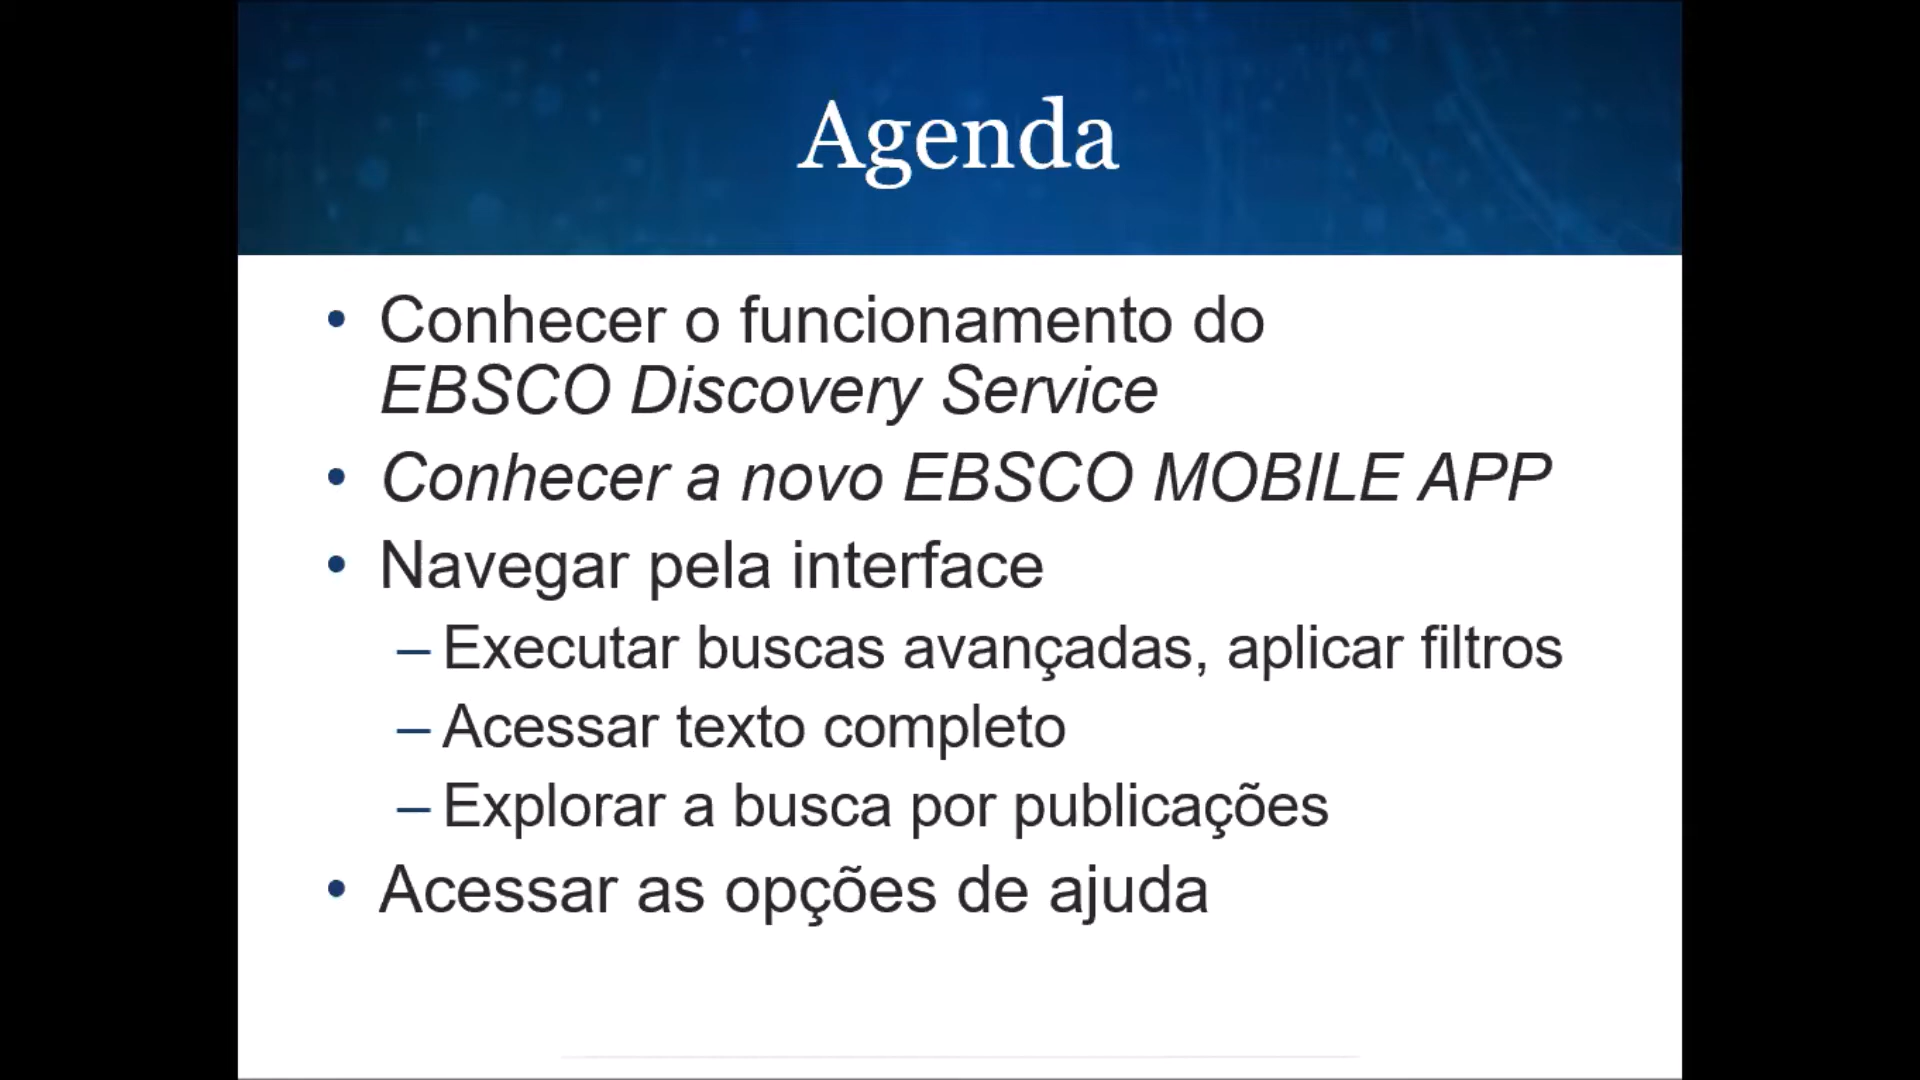 Agenda
• Conhecer o funcionamento do
EBSCO Discovery Service
• Conhecer a novo EBSCO MOBILE APP
• Navegar pela interface
– Executar buscas avançadas, aplicar filtros
– Acessar texto completo
– Explorar a busca por publicações
• Acessar as opções de ajuda